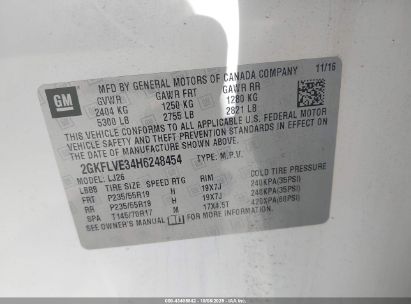 GM
MFD BY GENERAL MOTORS OF CANADA COMPANY 11/16
GVWR GAWR FRT GAWR RR
2404 KG 1250 KG 1280 KG
5300 LB 2755 LB 2821 LB
THIS VEHICLE CONFORMS TO ALL APPLICABLE U.S. FEDERAL MOTOR
VEHICLE SAFETY AND THEFT PREVENTION STANDARDS IN EFFECT ON
THE DATE OF MANUFACTURE SHOWN ABOVE.
2GKFLVE34H6248454 TYPE: M.P.V.
MODEL: LJ26
LBBS TIRE SIZE SPEED RTG RIM COLD TIRE PRESSURE
FRT P235/55R19 H 19X7J 240KPA(35PSI)
RR P235/55R19 H 19X7J 240KPA(35PSI)
SPA T145/70R17 M 17X4.5T 420KPA(60PSI)
SEE OWNER'S MANUAL FOR MORE INFORMATION.